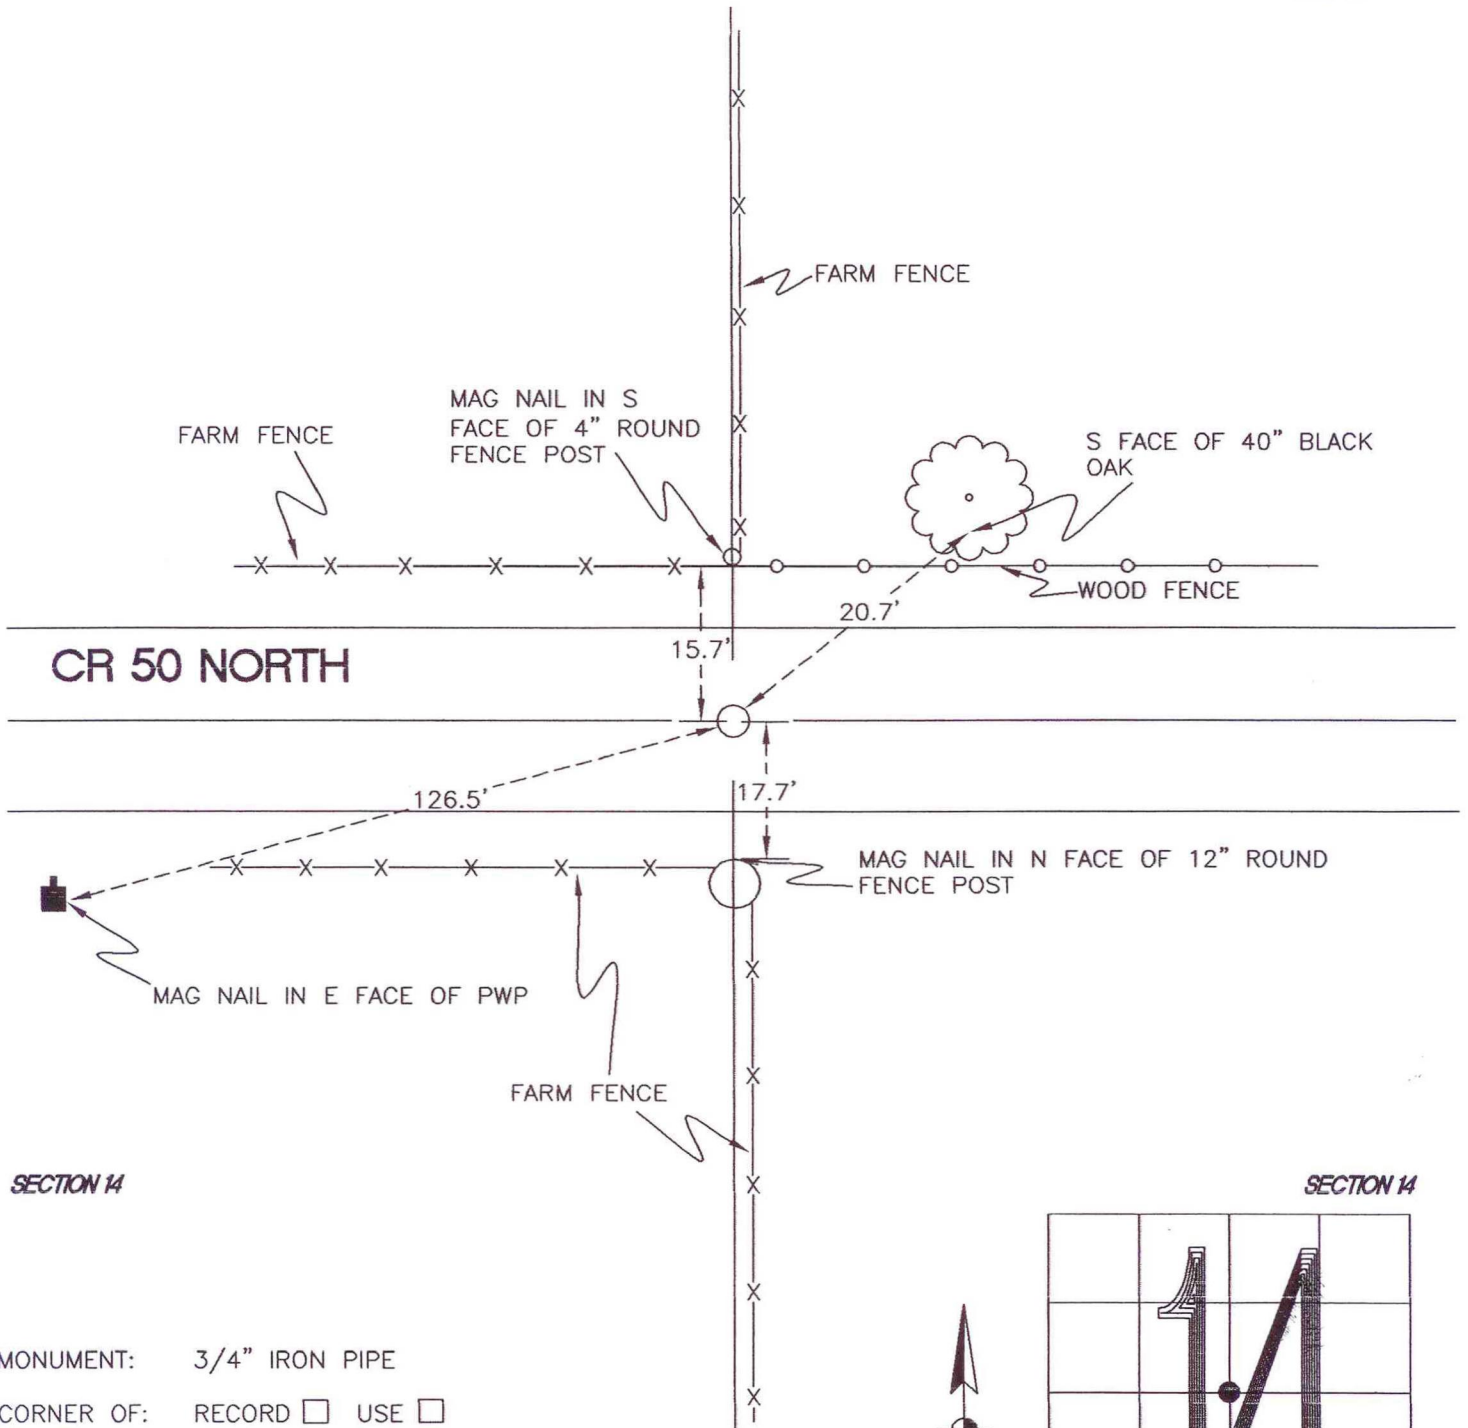 FARM FENCE
MAG NAIL IN S
FACE OF 4" ROUND
FENCE POST
FARM FENCE
S FACE OF 40" BLACK
OAK
WOOD FENCE
20.7'
15.7'
CR 50 NORTH
126.5'
17.7'
MAG NAIL IN N FACE OF 12" ROUND
FENCE POST
MAG NAIL IN E FACE OF PWP
FARM FENCE
SECTION 14
SECTION 14
14
MONUMENT: 3/4" IRON PIPE
CORNER OF: RECORD □ USE □